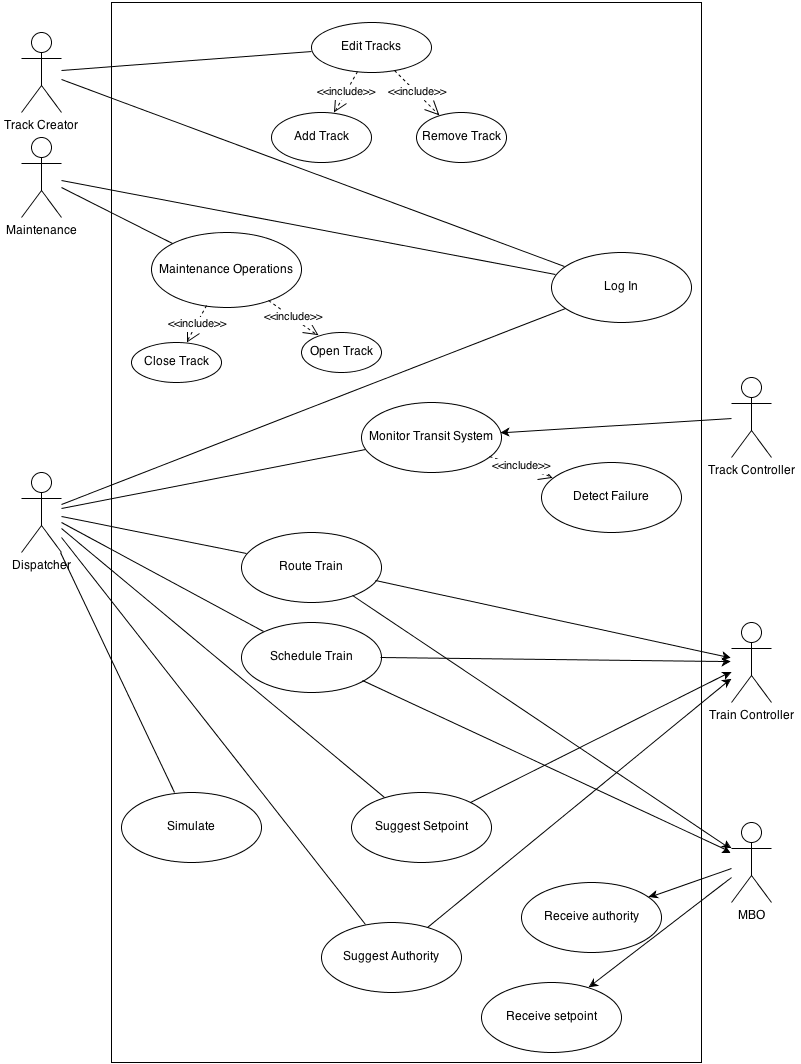 Edit Tracks
<<include>>
<<include>>
Track Creator
Add Track
Remove Track
Maintenance
Maintenance Operations
Log In
<<include>>
<<include>>
Close Track
Open Track
Monitor Transit System
<<include>>
Track Controller
Detect Failure
Dispatcher
Route Train
Schedule Train
Train Controller
Simulate
Suggest Setpoint
Receive authority
MBO
Suggest Authority
Receive setpoint